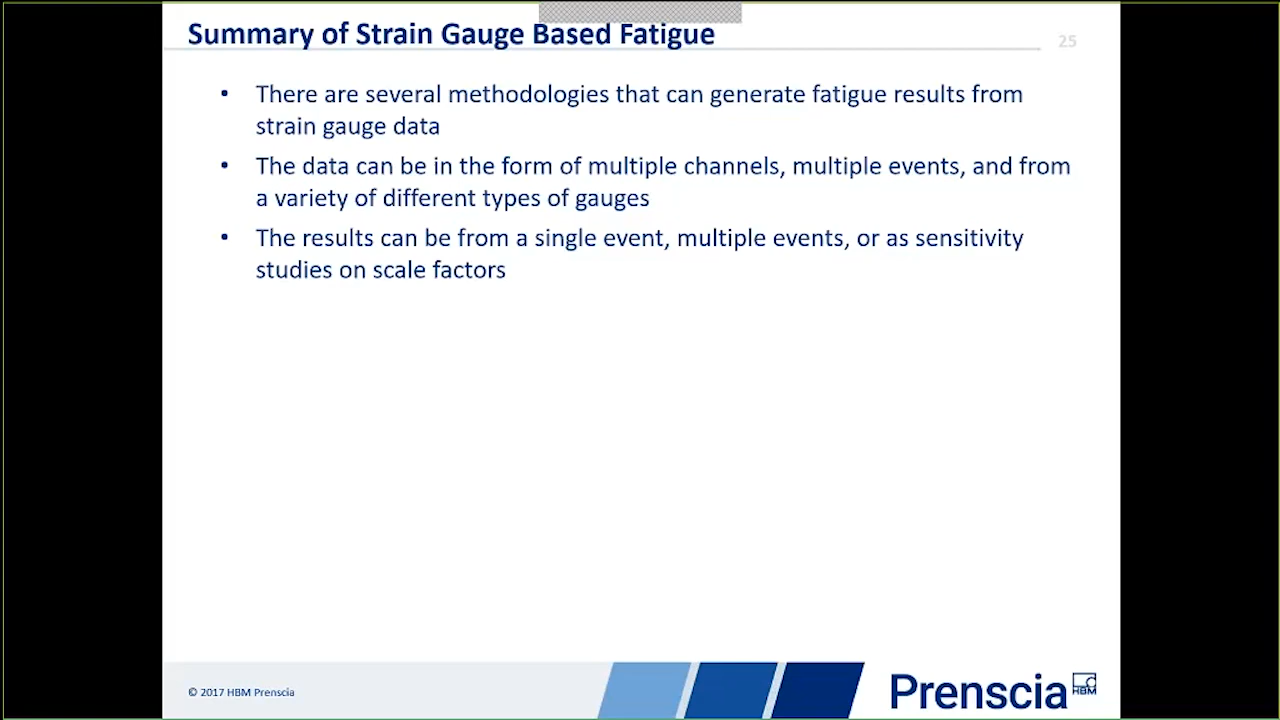 Summary of Strain Gauge Based Fatigue
25
• There are several methodologies that can generate fatigue results from
strain gauge data
• The data can be in the form of multiple channels, multiple events, and from
a variety of different types of gauges
• The results can be from a single event, multiple events, or as sensitivity
studies on scale factors
© 2017 HBM Prenscia
Prenscia HBM